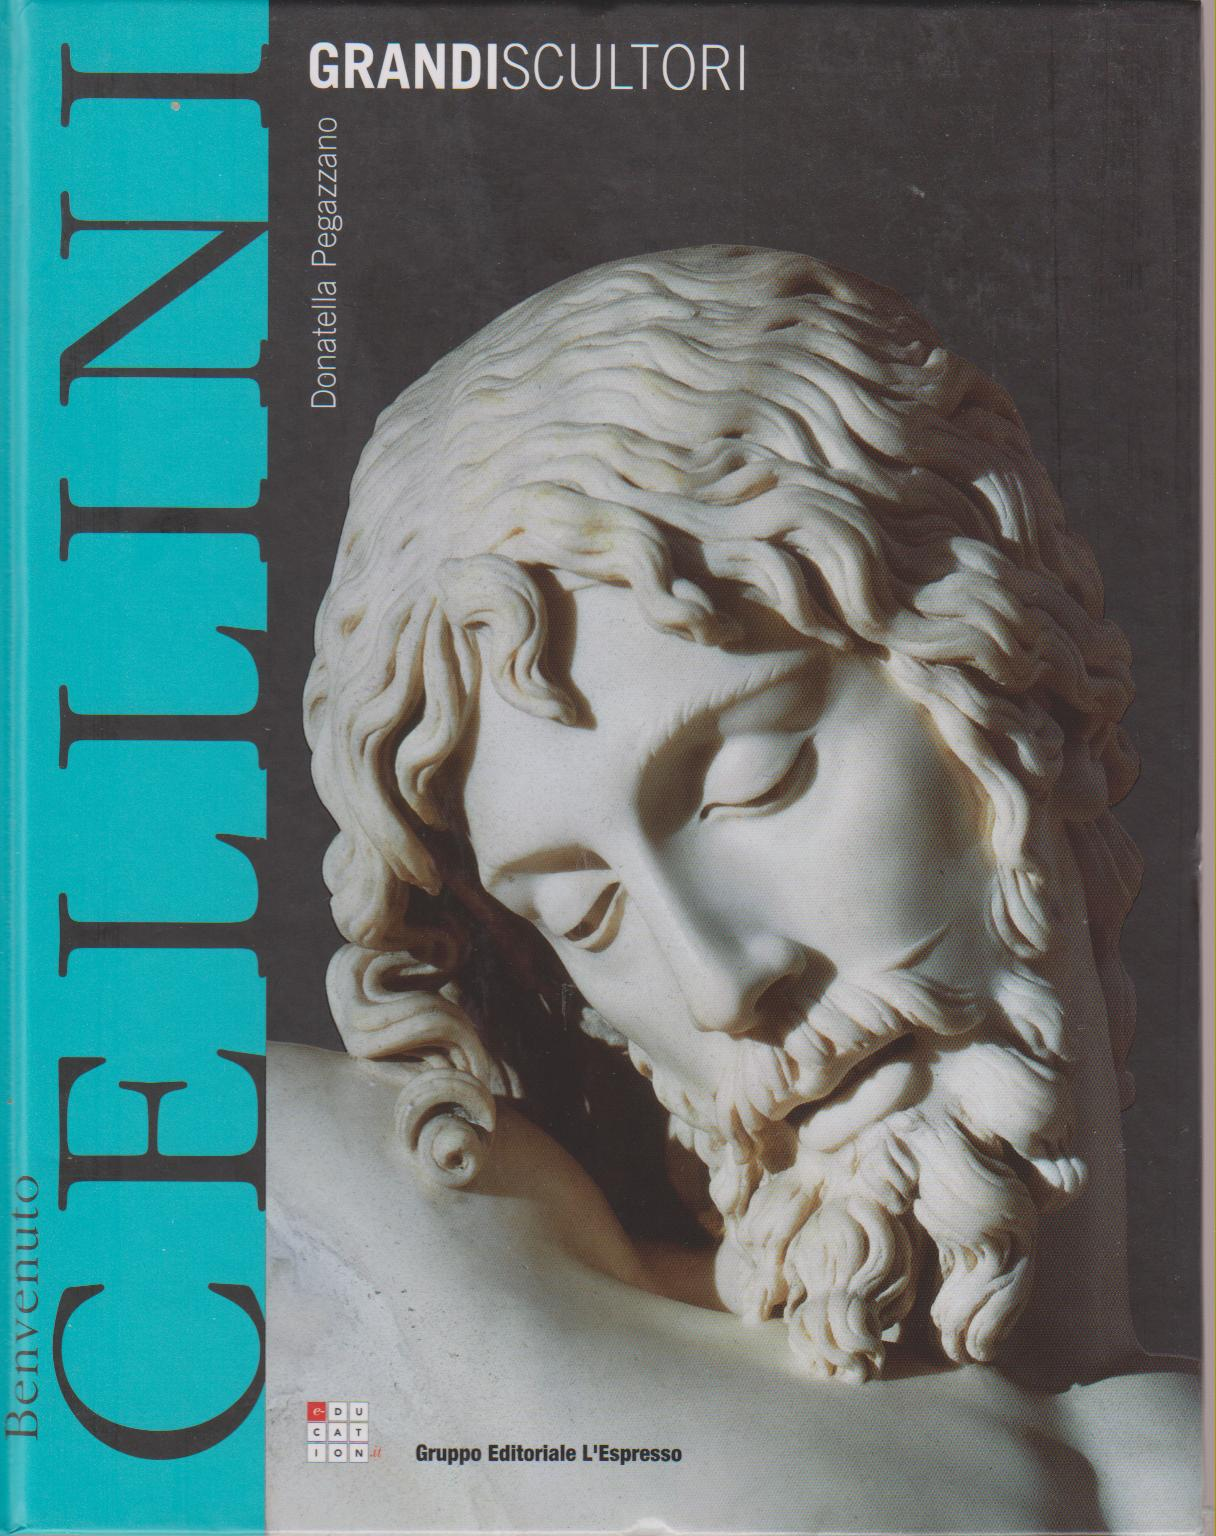 GRANDISCULTORI
Donatella Pegazzano
Benvenuto
CELLINI
e-DU
CAT
ION.it
Gruppo Editoriale L'Espresso